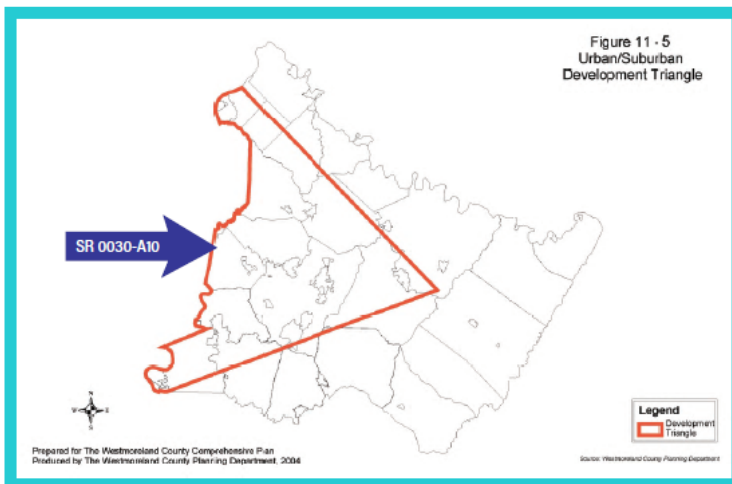 Figure 11 - 5
Urban/Suburban
Development Triangle
SR 0030-A10
N
W
E
S
Legend
Development
Triangle
Prepared for The Westmoreland County Comprehensive Plan
Produced by The Westmoreland County Planning Department, 2004
Source: Westmoreland County Planning Department